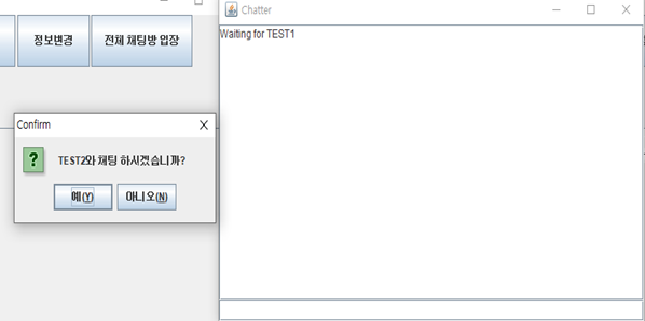 정보변경
전체 채팅방 입장
Confirm
TEST2와 채팅 하시겠습니까?
예(Y)
아니오(N)
Chatter
Waiting for TEST1